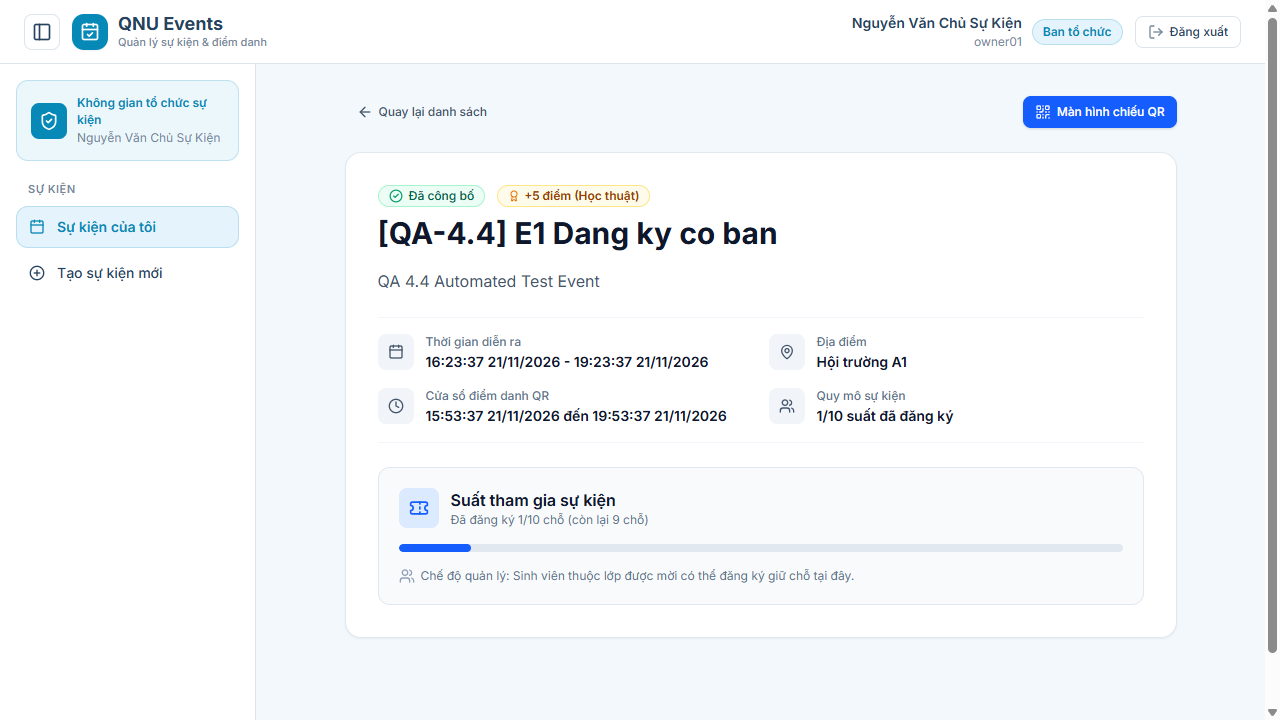 QNU Events
Quản lý sự kiện & điểm danh
Nguyễn Văn Chủ Sự Kiện
owner01
Ban tổ chức
Đăng xuất
Không gian tổ chức sự
kiện
Nguyễn Văn Chủ Sự Kiện
SỰ KIỆN
Sự kiện của tôi
Tạo sự kiện mới
Quay lại danh sách
Màn hình chiếu QR
Đã công bố
+5 điểm (Học thuật)
[QA-4.4] E1 Dang ky co ban
QA 4.4 Automated Test Event
Thời gian diễn ra
16:23:37 21/11/2026 - 19:23:37 21/11/2026
Địa điểm
Hội trường A1
Cửa sổ điểm danh QR
15:53:37 21/11/2026 đến 19:53:37 21/11/2026
Quy mô sự kiện
1/10 suất đã đăng ký
Suất tham gia sự kiện
Đã đăng ký 1/10 chỗ (còn lại 9 chỗ)
Chế độ quản lý: Sinh viên thuộc lớp được mời có thể đăng ký giữ chỗ tại đây.